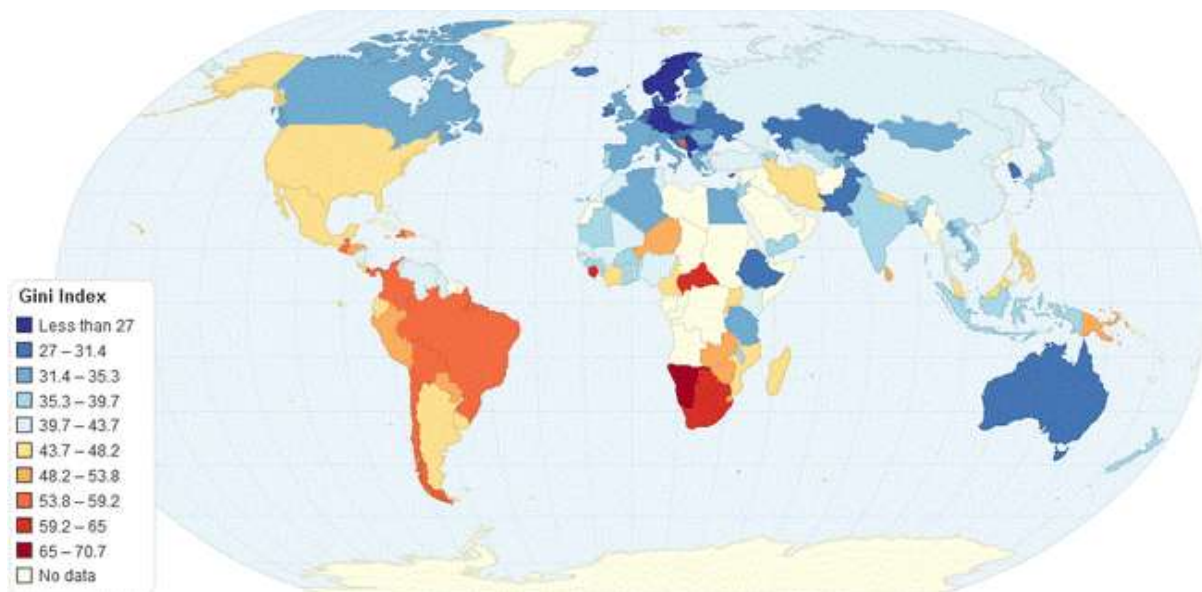 Gini Index
Less than 27
27 – 31.4
31.4 – 35.3
35.3 – 39.7
39.7 – 43.7
43.7 – 48.2
48.2 – 53.8
53.8 – 59.2
59.2 – 65
65 – 70.7
No data